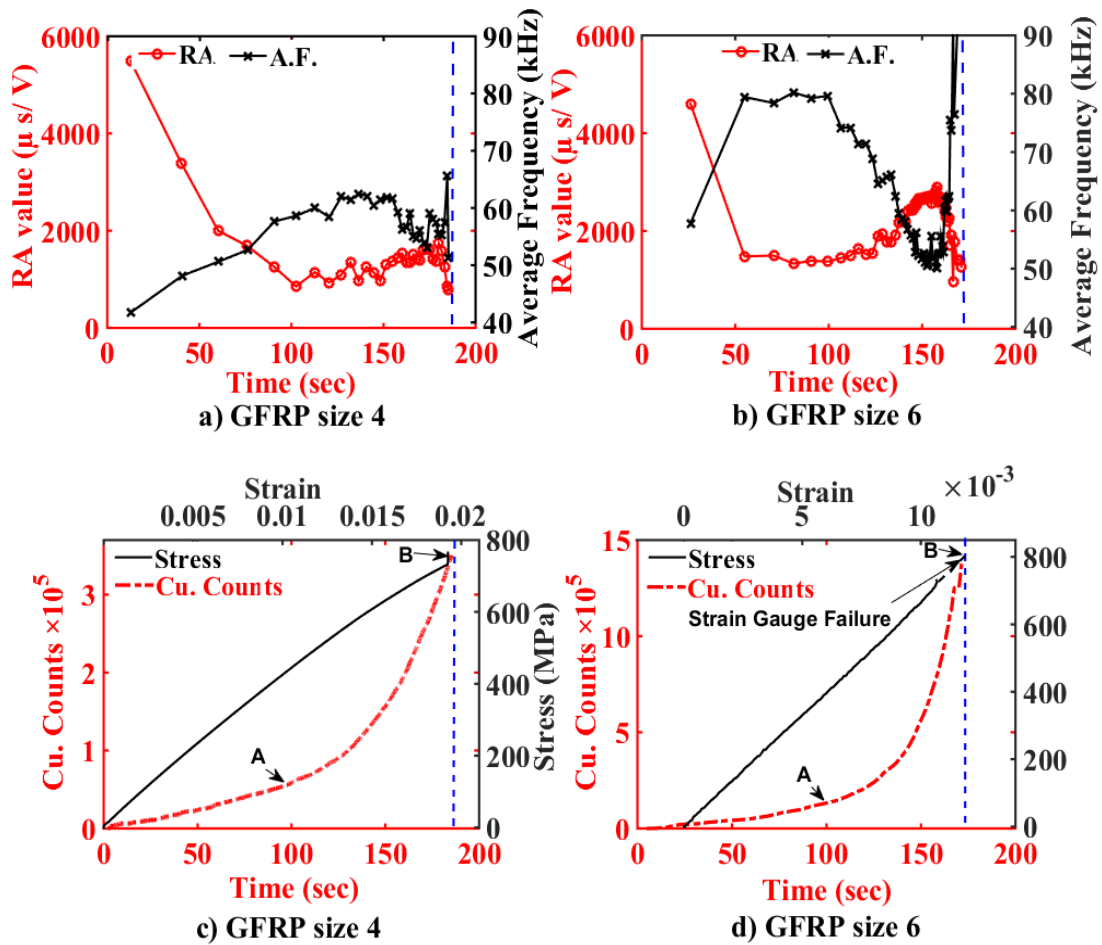 6000
4000
2000
0
RA value (μ s/ V)
RA
A.F.
90
80
70
60
50
40
Average Frequency (kHz)
0
50
100
150
200
Time (sec)
a) GFRP size 4
6000
4000
2000
0
RA value (μ s/ V)
RA
A.F.
90
80
70
60
50
40
Average Frequency (kHz)
0
50
100
150
200
Time (sec)
b) GFRP size 6
Strain
0.005
0.01
0.015
0.02
Stress
Cu. Counts
B
A
3
2
1
0
Cu. Counts ×10⁵
800
600
400
200
0
Stress (MPa)
0
50
100
150
200
Time (sec)
c) GFRP size 4
Strain
0
5
10
×10⁻³
Stress
Cu. Counts
B
Strain Gauge Failure
A
15
10
5
0
Cu. Counts ×10⁵
800
600
400
200
0
0
50
100
150
200
Time (sec)
d) GFRP size 6